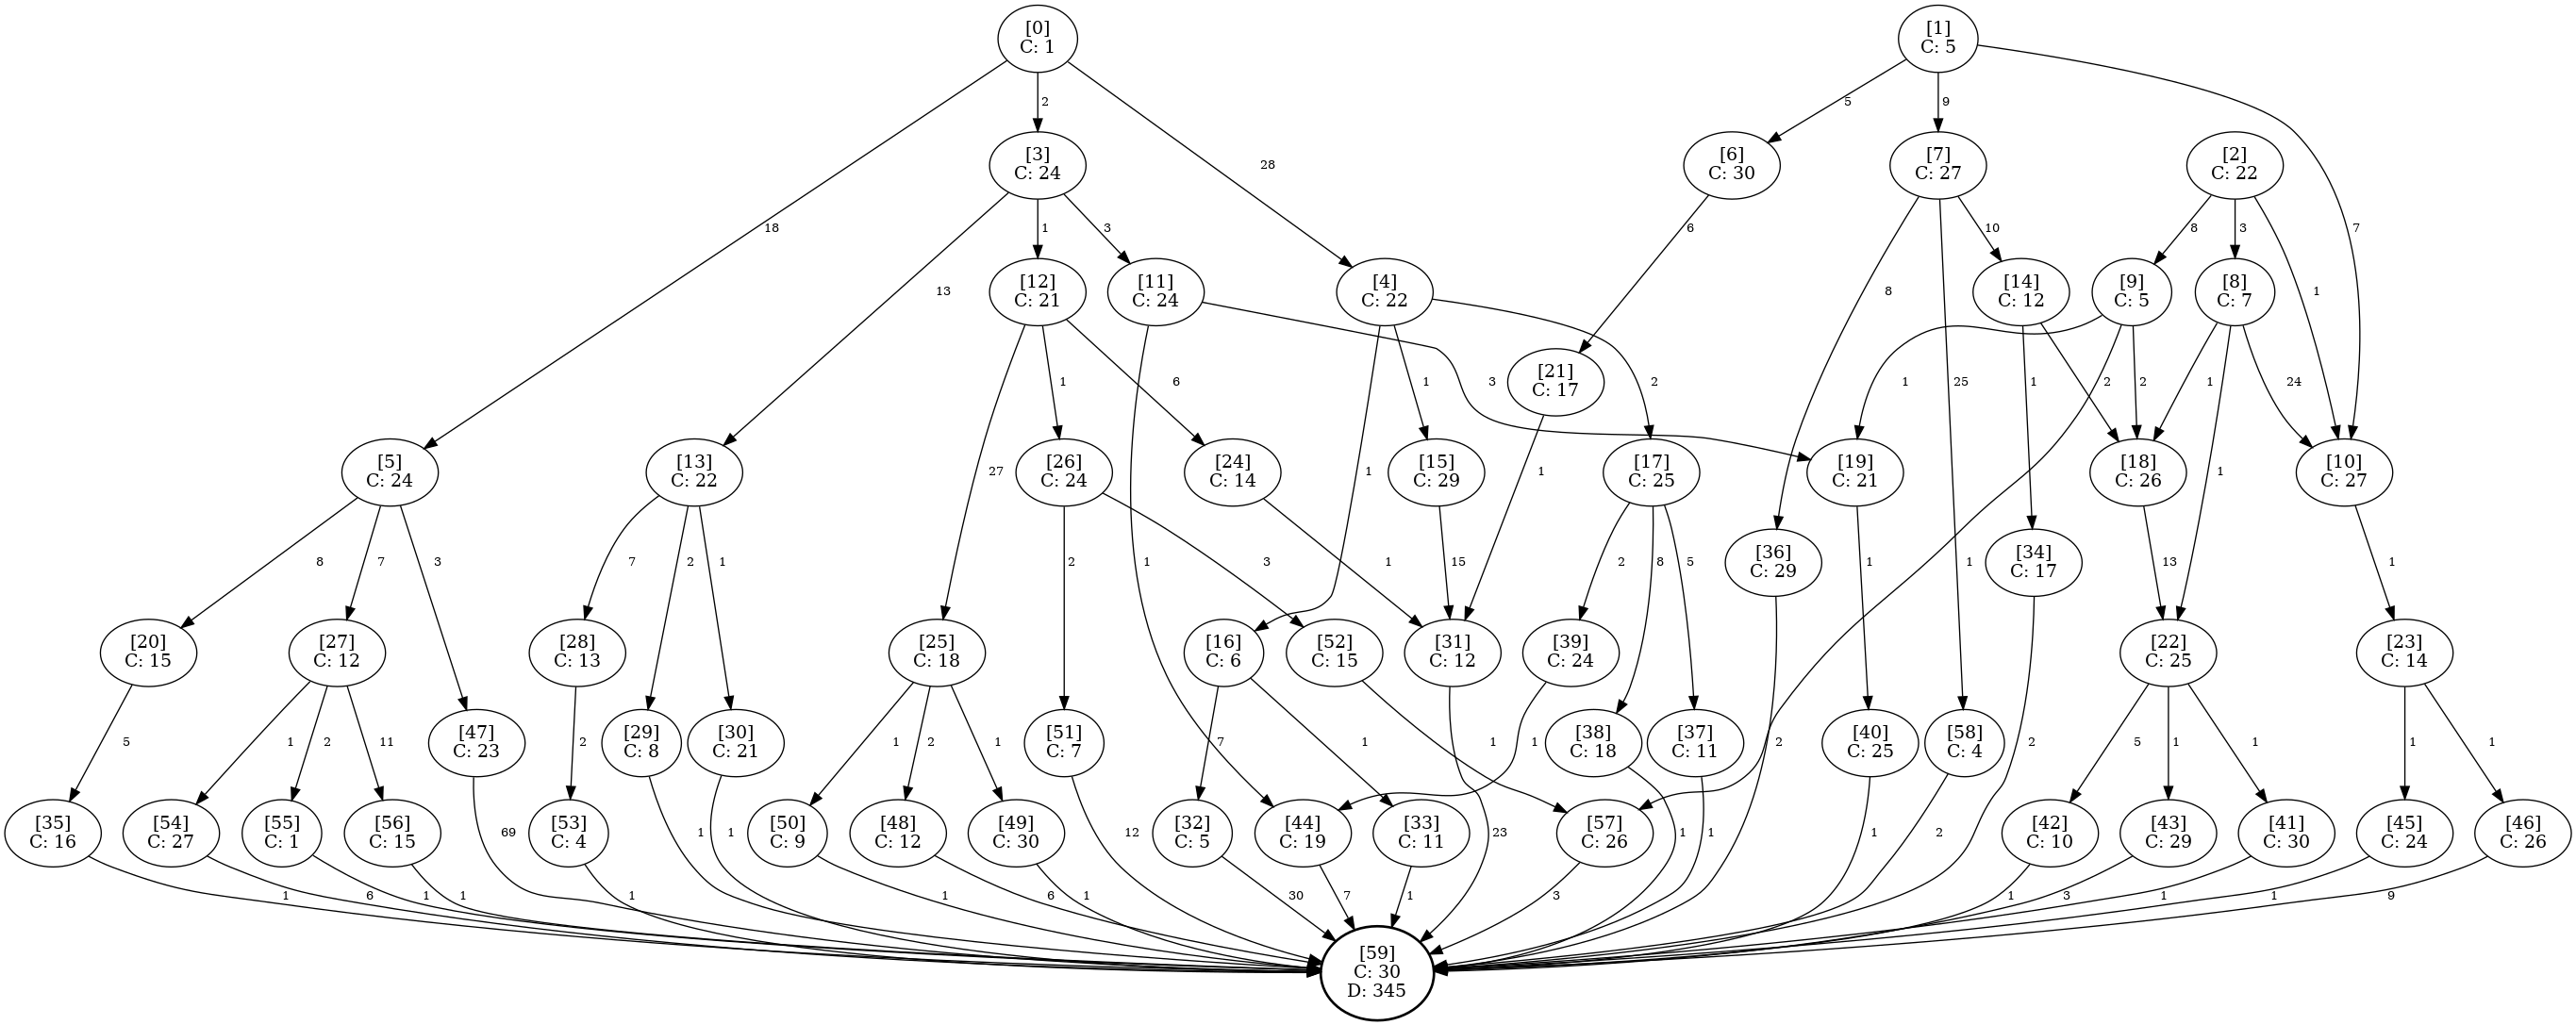 [0]
C: 1
[1]
C: 5
2
5
9
[3]
C: 24
[6]
C: 30
[7]
C: 27
[2]
C: 22
28
18
1
3
6
10
8
3
7
13
[12]
C: 21
[11]
C: 24
[4]
C: 22
[14]
C: 12
[9]
C: 5
[8]
C: 7
8
1
[21]
C: 17
1
6
1
2
3
25
1
1
2
2
1
24
[5]
C: 24
[13]
C: 22
27
[26]
C: 24
[24]
C: 14
1
[15]
C: 29
1
[17]
C: 25
[19]
C: 21
[18]
C: 26
1
[10]
C: 27
8
7
3
7
2
1
2
3
1
1
15
2
8
5
[36]
C: 29
1
1
[34]
C: 17
13
1
[20]
C: 15
[27]
C: 12
[28]
C: 13
[25]
C: 18
[16]
C: 6
[52]
C: 15
[31]
C: 12
[39]
C: 24
[22]
C: 25
[23]
C: 14
5
1
2
11
[47]
C: 23
2
[29]
C: 8
[30]
C: 21
1
2
1
[51]
C: 7
7
1
1
1
[38]
C: 18
[37]
C: 11
2
[40]
C: 25
[58]
C: 4
2
5
1
1
1
1
[35]
C: 16
[54]
C: 27
[55]
C: 1
[56]
C: 15
69
[53]
C: 4
1
1
[50]
C: 9
[48]
C: 12
[49]
C: 30
12
[32]
C: 5
[44]
C: 19
[33]
C: 11
23
[57]
C: 26
1
1
1
2
[42]
C: 10
[43]
C: 29
[41]
C: 30
[45]
C: 24
[46]
C: 26
1
6
1
1
1
1
6
1
30
7
1
3
1
3
1
1
9
[59]
C: 30
D: 345